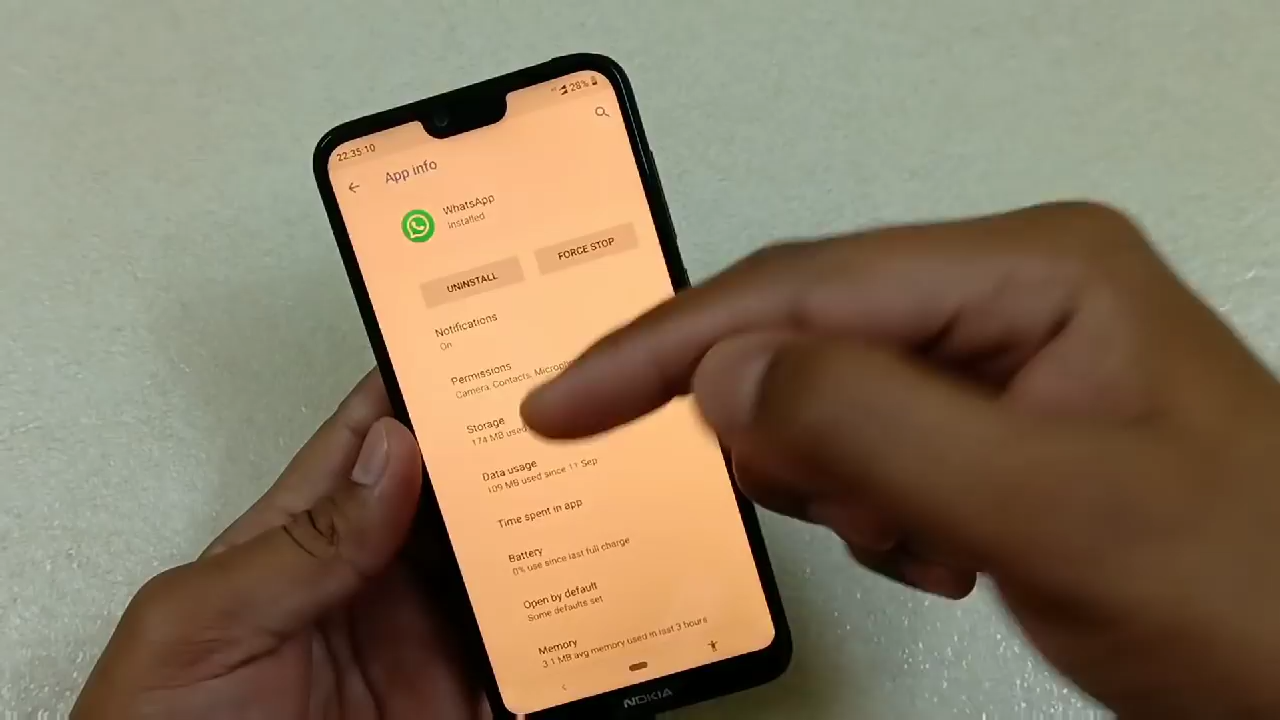 22:35:10
28%
App info
WhatsApp
Installed
UNINSTALL
FORCE STOP
Notifications
On
Permissions
Camera, Contacts,
Storage
174 MB used
Data usage
109 MB used since 11 Sep
Time spent in app
Battery
0% use since last full charge
Open by default
Some defaults set
Memory
3.1 MB avg memory used in last 3 hours
NOKIA